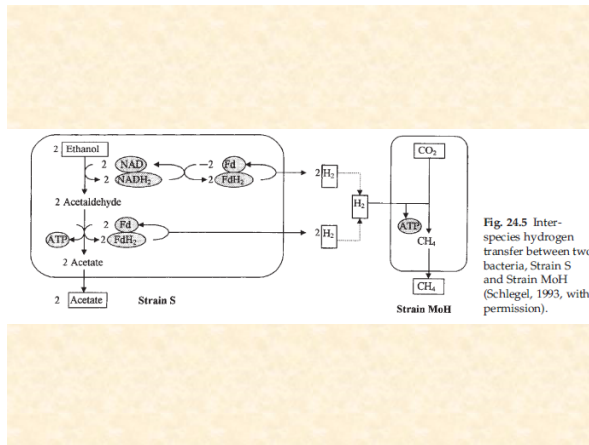 2 Ethanol
CO₂
2 NAD
2 Fd
2 NADH₂
2 FdH₂
2 H₂
2 Acetaldehyde
H₂
2 Fd
ATP
2 FdH₂
2 H₂
ATP
CH₄
2 Acetate
CH₄
2 Acetate
Strain S
Strain MoH
Fig. 24.5 Inter-
species hydrogen
transfer between two
bacteria, Strain S
and Strain MoH
(Schlegel, 1993, with
permission).